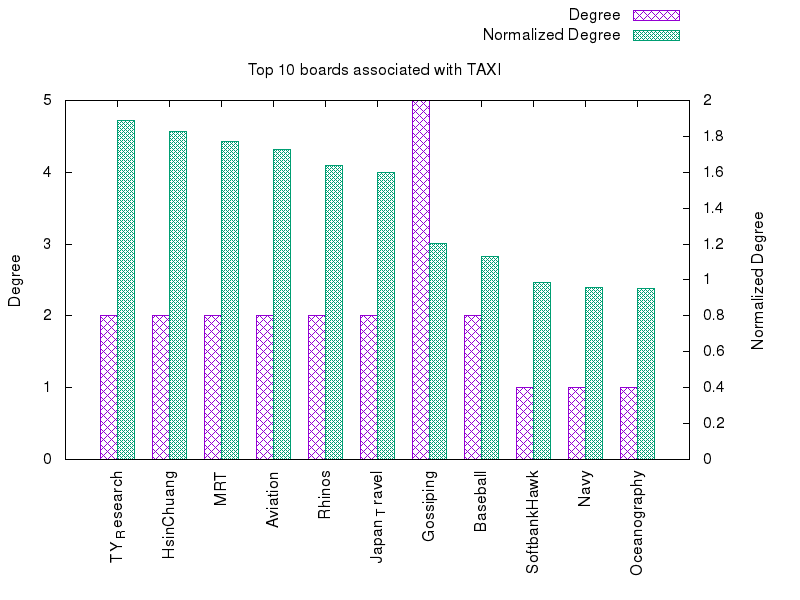 Degree
Normalized Degree
Top 10 boards associated with TAXI
5
4
3
2
1
0
2
1.8
1.6
1.4
1.2
1
0.8
0.6
0.4
0.2
0
Degree
Normalized Degree
TY_Research
HsinChuang
MRT
Aviation
Rhinos
Japan_Travel
Gossiping
Baseball
SoftbankHawk
Navy
Oceanography